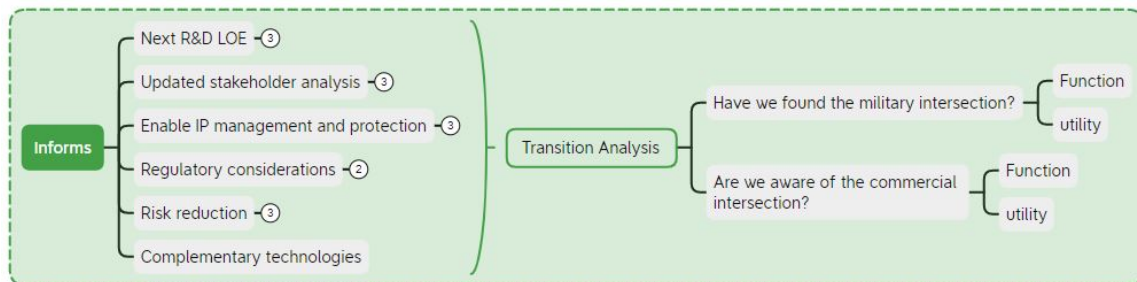 Informs
Next R&D LOE
3
Updated stakeholder analysis
3
Enable IP management and protection
3
Regulatory considerations
2
Risk reduction
3
Complementary technologies
Transition Analysis
Have we found the military intersection?
Function
utility
Are we aware of the commercial
intersection?
Function
utility